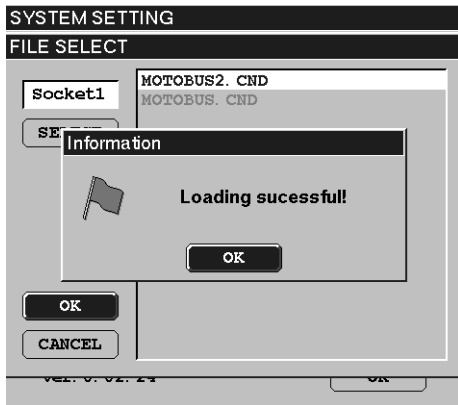 SYSTEM SETTING
FILE SELECT
Socket1
MOTOBUS2. CND
MOTOBUS. CND
Information
Loading sucessful!
OK
OK
CANCEL